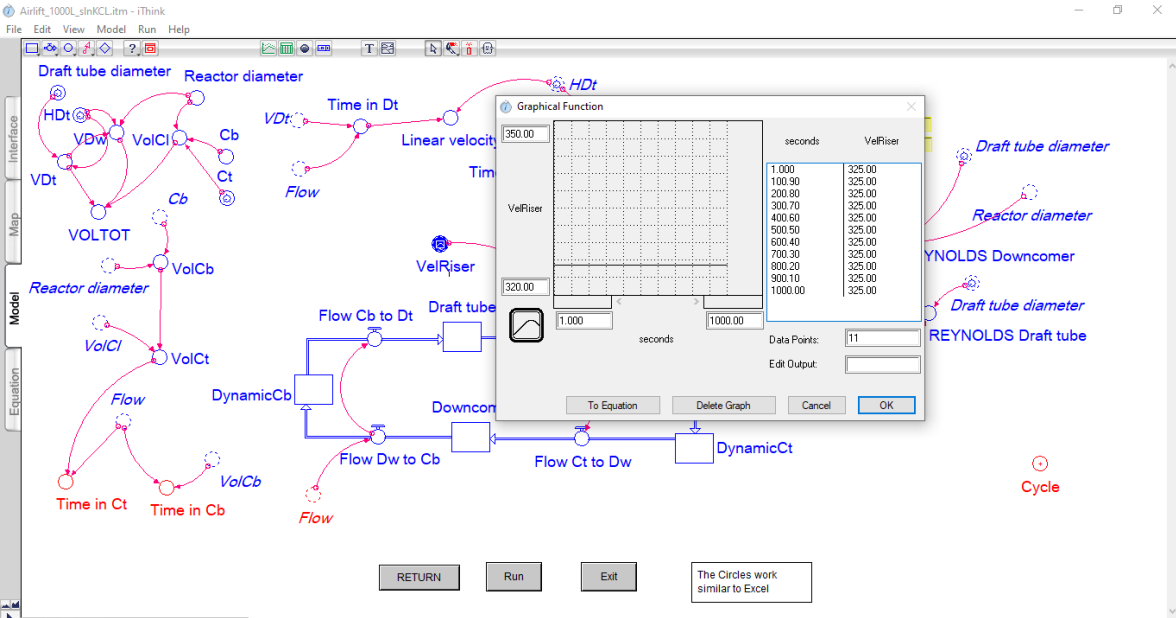 Airlift_1000L_slnKCL.itm - iThink
File Edit View Model Run Help
Interface
Map
Model
Equation
Draft tube diameter
Reactor diameter
HDt
VDw
VolCl
Cb
Ct
VDt
VOLTOT
Cb
VolCb
Reactor diameter
VolCl
VolCt
Flow
VolCb
Time in Ct
Time in Cb
VDt
Time in Dt
HDt
Linear velocity
Flow
Tim
VelRiser
Flow Cb to Dt
Draft tube
DynamicCb
Downcom
Flow Dw to Cb
Flow Ct to Dw
DynamicCt
Flow
Graphical Function
350.00
VelRiser
320.00
1.000
1000.00
seconds
seconds VelRiser
1.000 325.00
100.90 325.00
200.80 325.00
300.70 325.00
400.60 325.00
500.50 325.00
600.40 325.00
700.30 325.00
800.20 325.00
900.10 325.00
1000.00 325.00
Data Points: 11
Edit Output:
To Equation
Delete Graph
Cancel
OK
Draft tube diameter
Reactor diameter
YNOLDS Downcomer
Draft tube diameter
REYNOLDS Draft tube
Cycle
RETURN
Run
Exit
The Circles work
similar to Excel